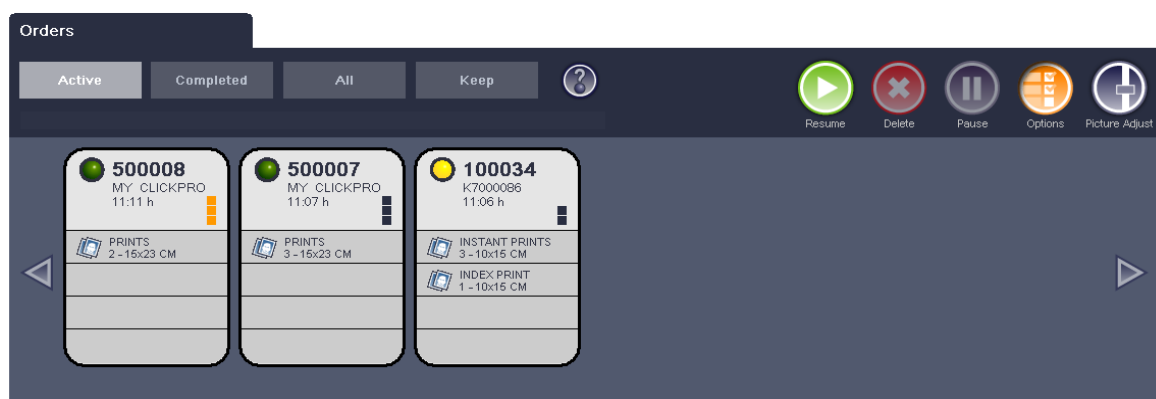 Orders
Active
Completed
All
Keep
?
Resume
Delete
Pause
Options
Picture Adjust
500008
MY CLICKPRO
11:11 h
PRINTS
2 - 15x23 CM
500007
MY CLICKPRO
11:07 h
PRINTS
3 - 15x23 CM
100034
K7000086
11:06 h
INSTANT PRINTS
3 - 10x15 CM
INDEX PRINT
1 - 10x15 CM